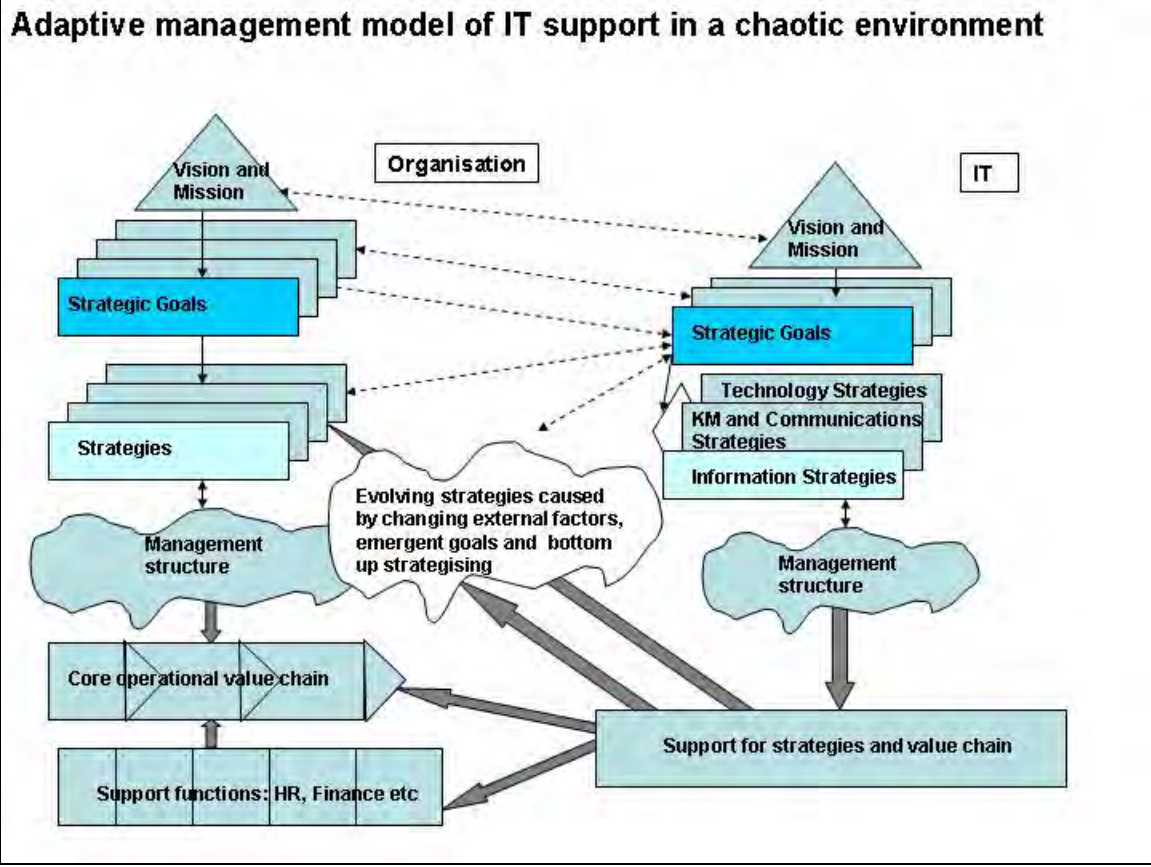 Adaptive management model of IT support in a chaotic environment
Organisation
IT
Vision and
Mission
Strategic Goals
Strategies
Management
structure
Core operational value chain
Support functions: HR, Finance etc
Evolving strategies caused
by changing external factors,
emergent goals and bottom
up strategising
Vision and
Mission
Strategic Goals
Technology Strategies
KM and Communications
Strategies
Information Strategies
Management
structure
Support for strategies and value chain